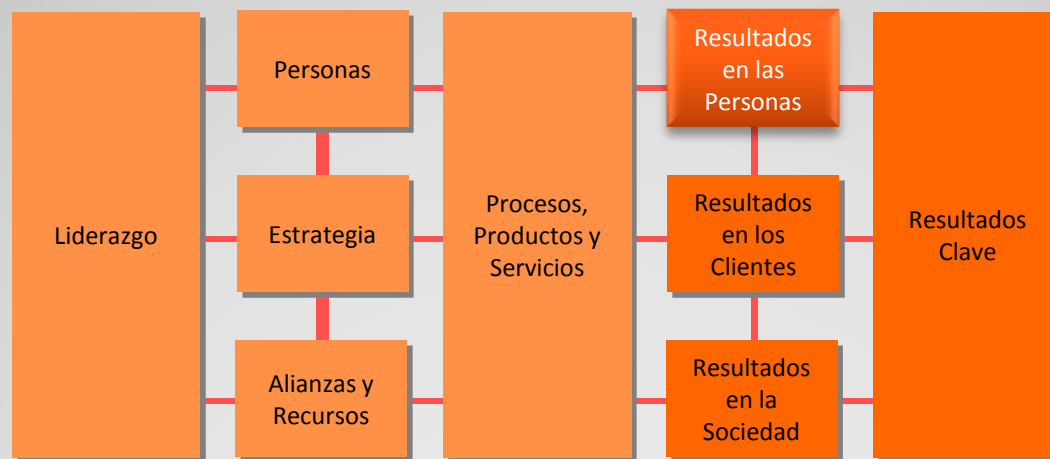 Liderazgo
Personas
Estrategia
Alianzas y
Recursos
Procesos,
Productos y
Servicios
Resultados
en las
Personas
Resultados
en los
Clientes
Resultados
en la
Sociedad
Resultados
Clave